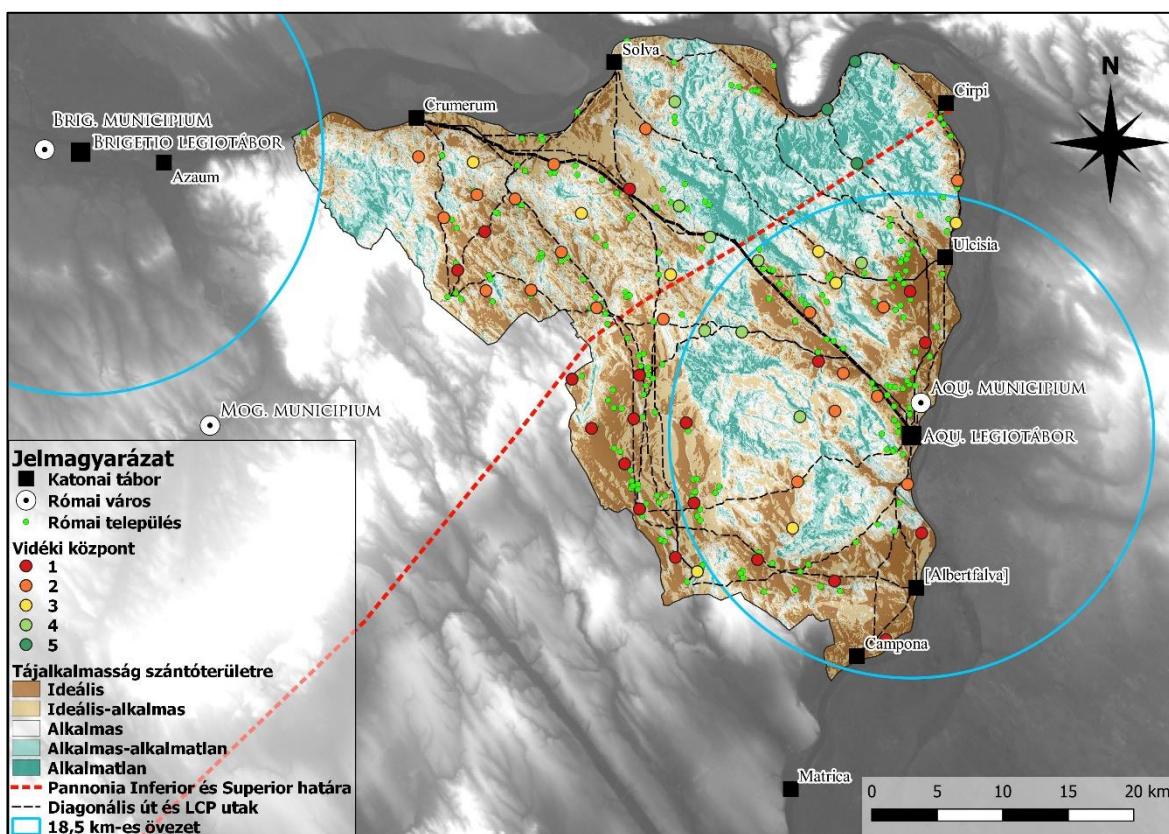 Solva
Cirpi
N
Crumerum
Brig. municipium
Brigetio legiotábor
Azaum
Ulcisia
Aqu. municipium
Mog. municipium
Aqu. legiotábor
[Albertfalva]
Campona
Matrica
Jelmagyarázat
Katonai tábor
Római város
Római település
Vidéki központ
1
2
3
4
5
Tájalkalmasság szántóterületre
Ideális
Ideális-alkalmas
Alkalmas
Alkalmas-alkalmatlan
Alkalmatlan
Pannonia Inferior és Superior határa
Diagonális út és LCP utak
18,5 km-es övezet
0 5 10 15 20 km